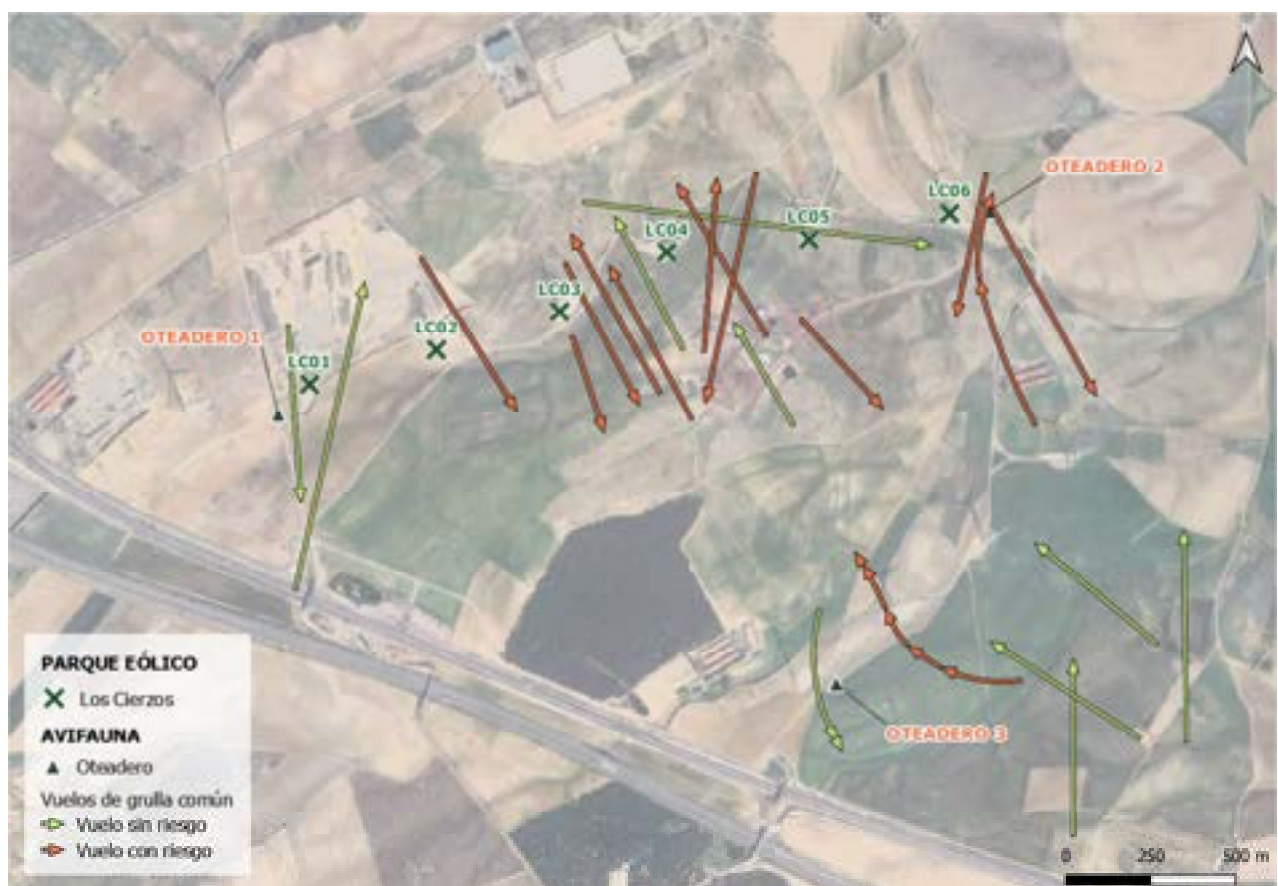 OTEADERO 2
LC06
LC05
LC04
LC03
LC02
OTEADERO 1
LC01
OTEADERO 3
PARQUE EÓLICO
Los Cierzos
AVIFAUNA
Oteadero
Vuelos de grulla común
Vuelo sin riesgo
Vuelo con riesgo
0 250 500 m